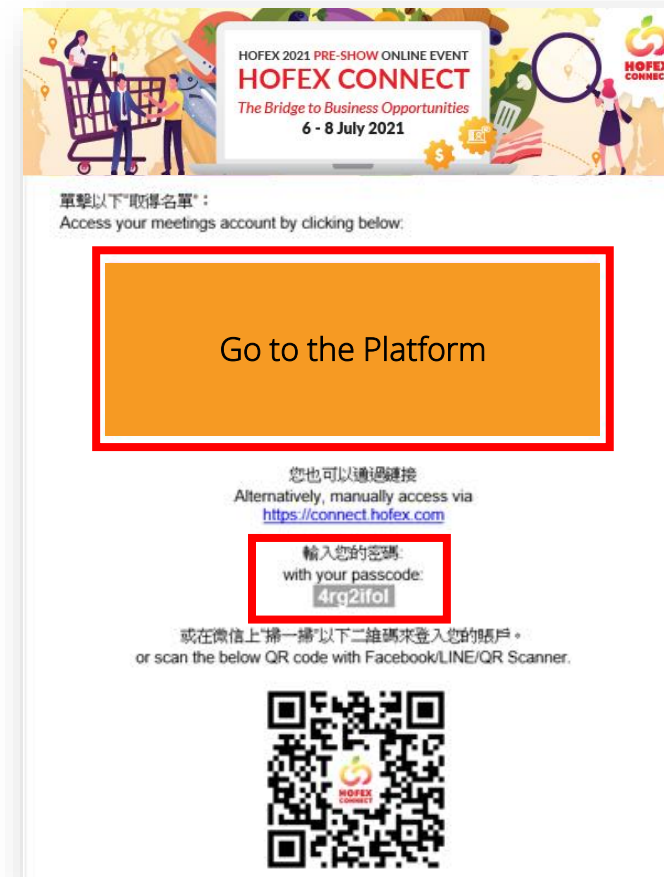 HOFEX 2021 PRE-SHOW ONLINE EVENT
HOFEX CONNECT
The Bridge to Business Opportunities
6 - 8 July 2021
HOFEX
CONNECT
單擊以下"取得名單"：
Access your meetings account by clicking below:
Go to the Platform
您也可以通過鏈接
Alternatively, manually access via
https://connect.hofex.com
輸入您的密碼:
with your passcode:
4rg2ifol
或在微信上"掃一掃"以下二維碼來登入您的賬戶。
or scan the below QR code with Facebook/LINE/QR Scanner.
HOFEX
CONNECT